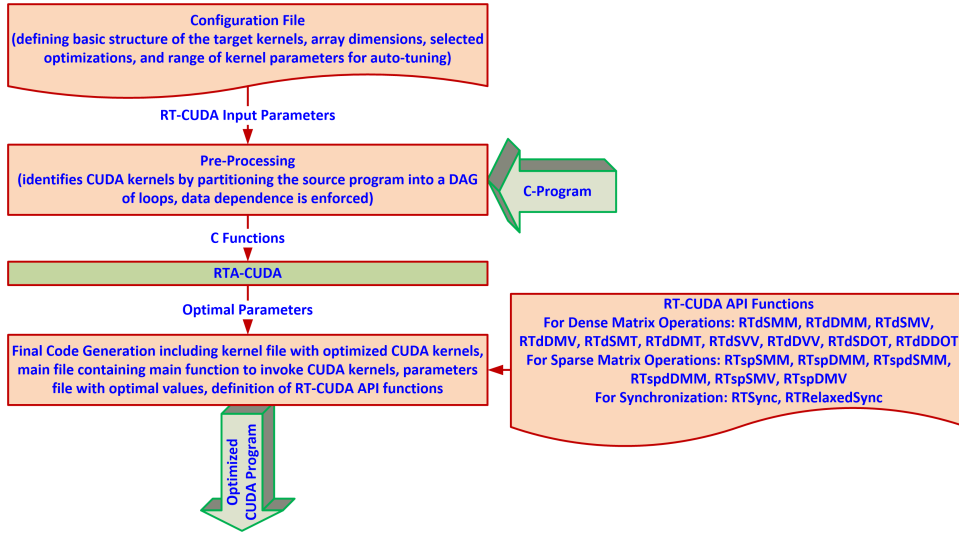 Configuration File
(defining basic structure of the target kernels, array dimensions, selected
optimizations, and range of kernel parameters for auto-tuning)
RT-CUDA Input Parameters
Pre-Processing
(identifies CUDA kernels by partitioning the source program into a DAG
of loops, data dependence is enforced)
C-Program
C Functions
RTA-CUDA
Optimal Parameters
Final Code Generation including kernel file with optimized CUDA kernels,
main file containing main function to invoke CUDA kernels, parameters
file with optimal values, definition of RT-CUDA API functions
RT-CUDA API Functions
For Dense Matrix Operations: RTdSMM, RTdDMM, RTdSMV,
RTdDMV, RTdSMT, RTdDMT, RTdSVV, RTdDVV, RTdSDOT, RTdDDOT
For Sparse Matrix Operations: RTspSMM, RTspDMM, RTspdSMM,
RTspdDMM, RTspSMV, RTspDMV
For Synchronization: RTSync, RTRelaxedSync
Optimized
CUDA Program